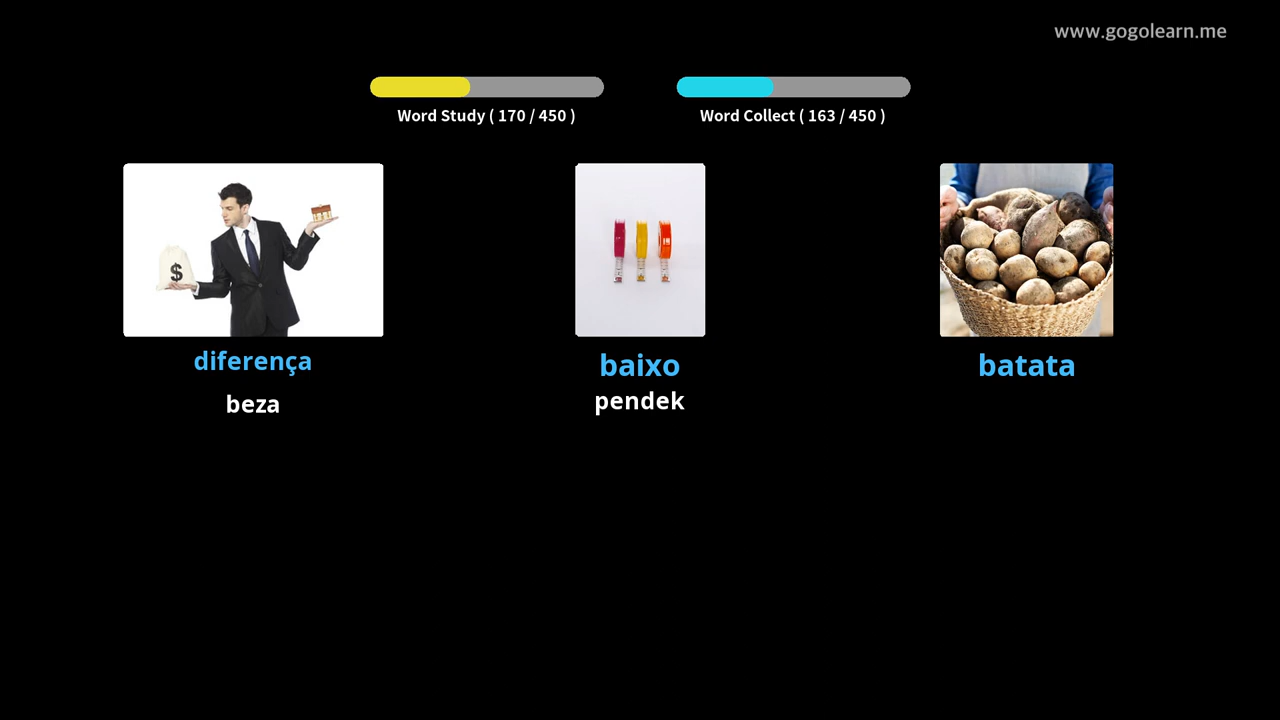 www.gogolearn.me
Word Study ( 170 / 450 )
Word Collect ( 163 / 450 )
diferença
beza
baixo
pendek
batata
$